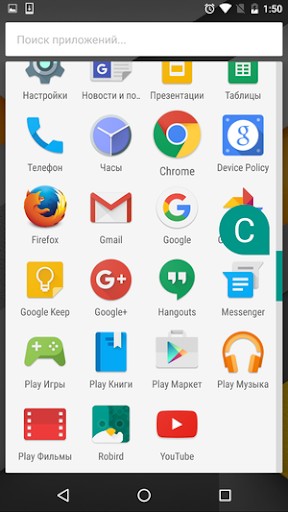 1:50
Поиск приложений...
Настройки
Новости и по..
Презентации
Таблицы
Телефон
Часы
Chrome
Device Policy
Firefox
Gmail
Google
C
Google Keep
Google+
Hangouts
Messenger
Play Игры
Play Книги
Play Маркет
Play Музыка
Play Фильмы
Robird
YouTube